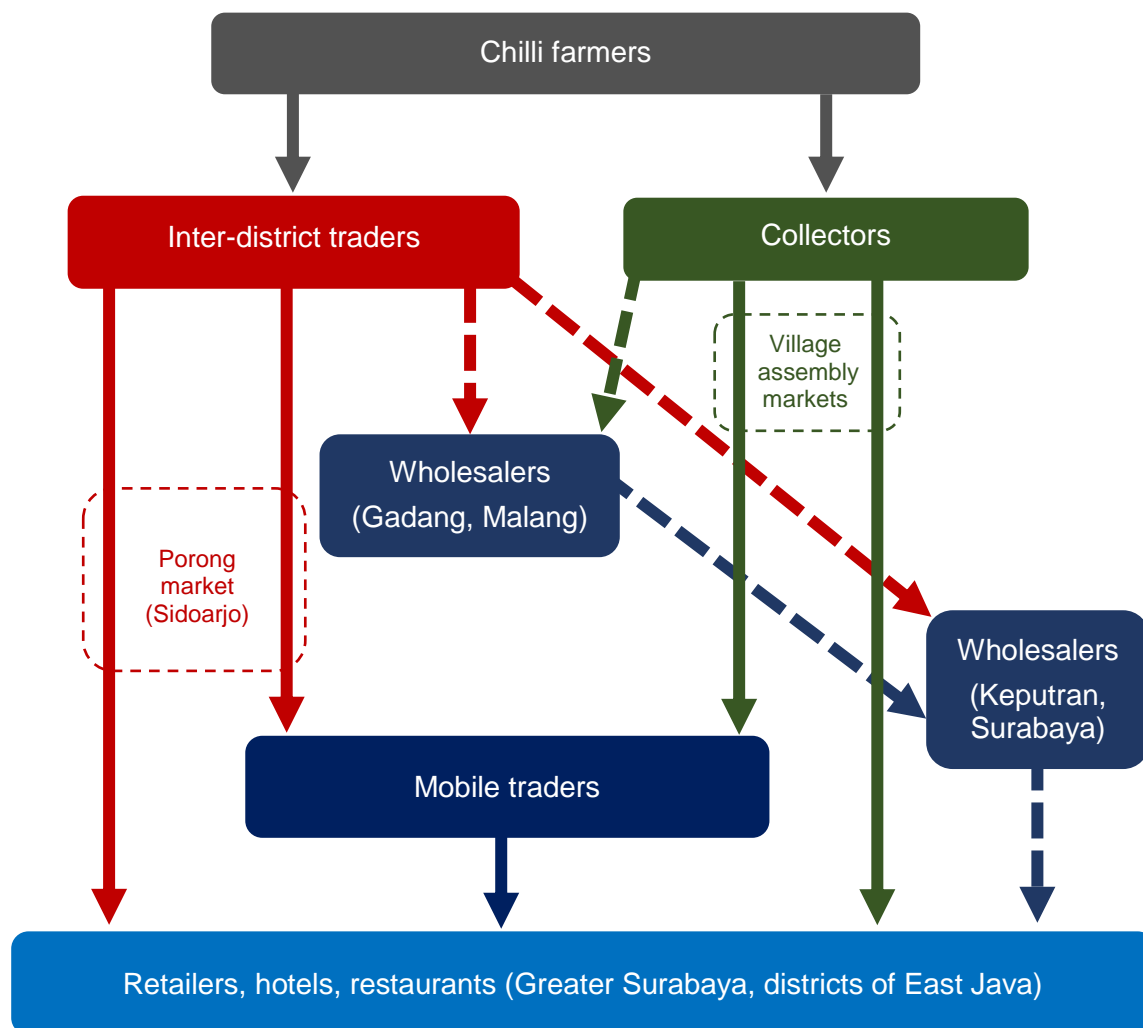 Chilli farmers
Inter-district traders
Collectors
Village
assembly
markets
Wholesalers
(Gadang, Malang)
Porong
market
(Sidoarjo)
Wholesalers
(Keputran,
Surabaya)
Mobile traders
Retailers, hotels, restaurants (Greater Surabaya, districts of East Java)